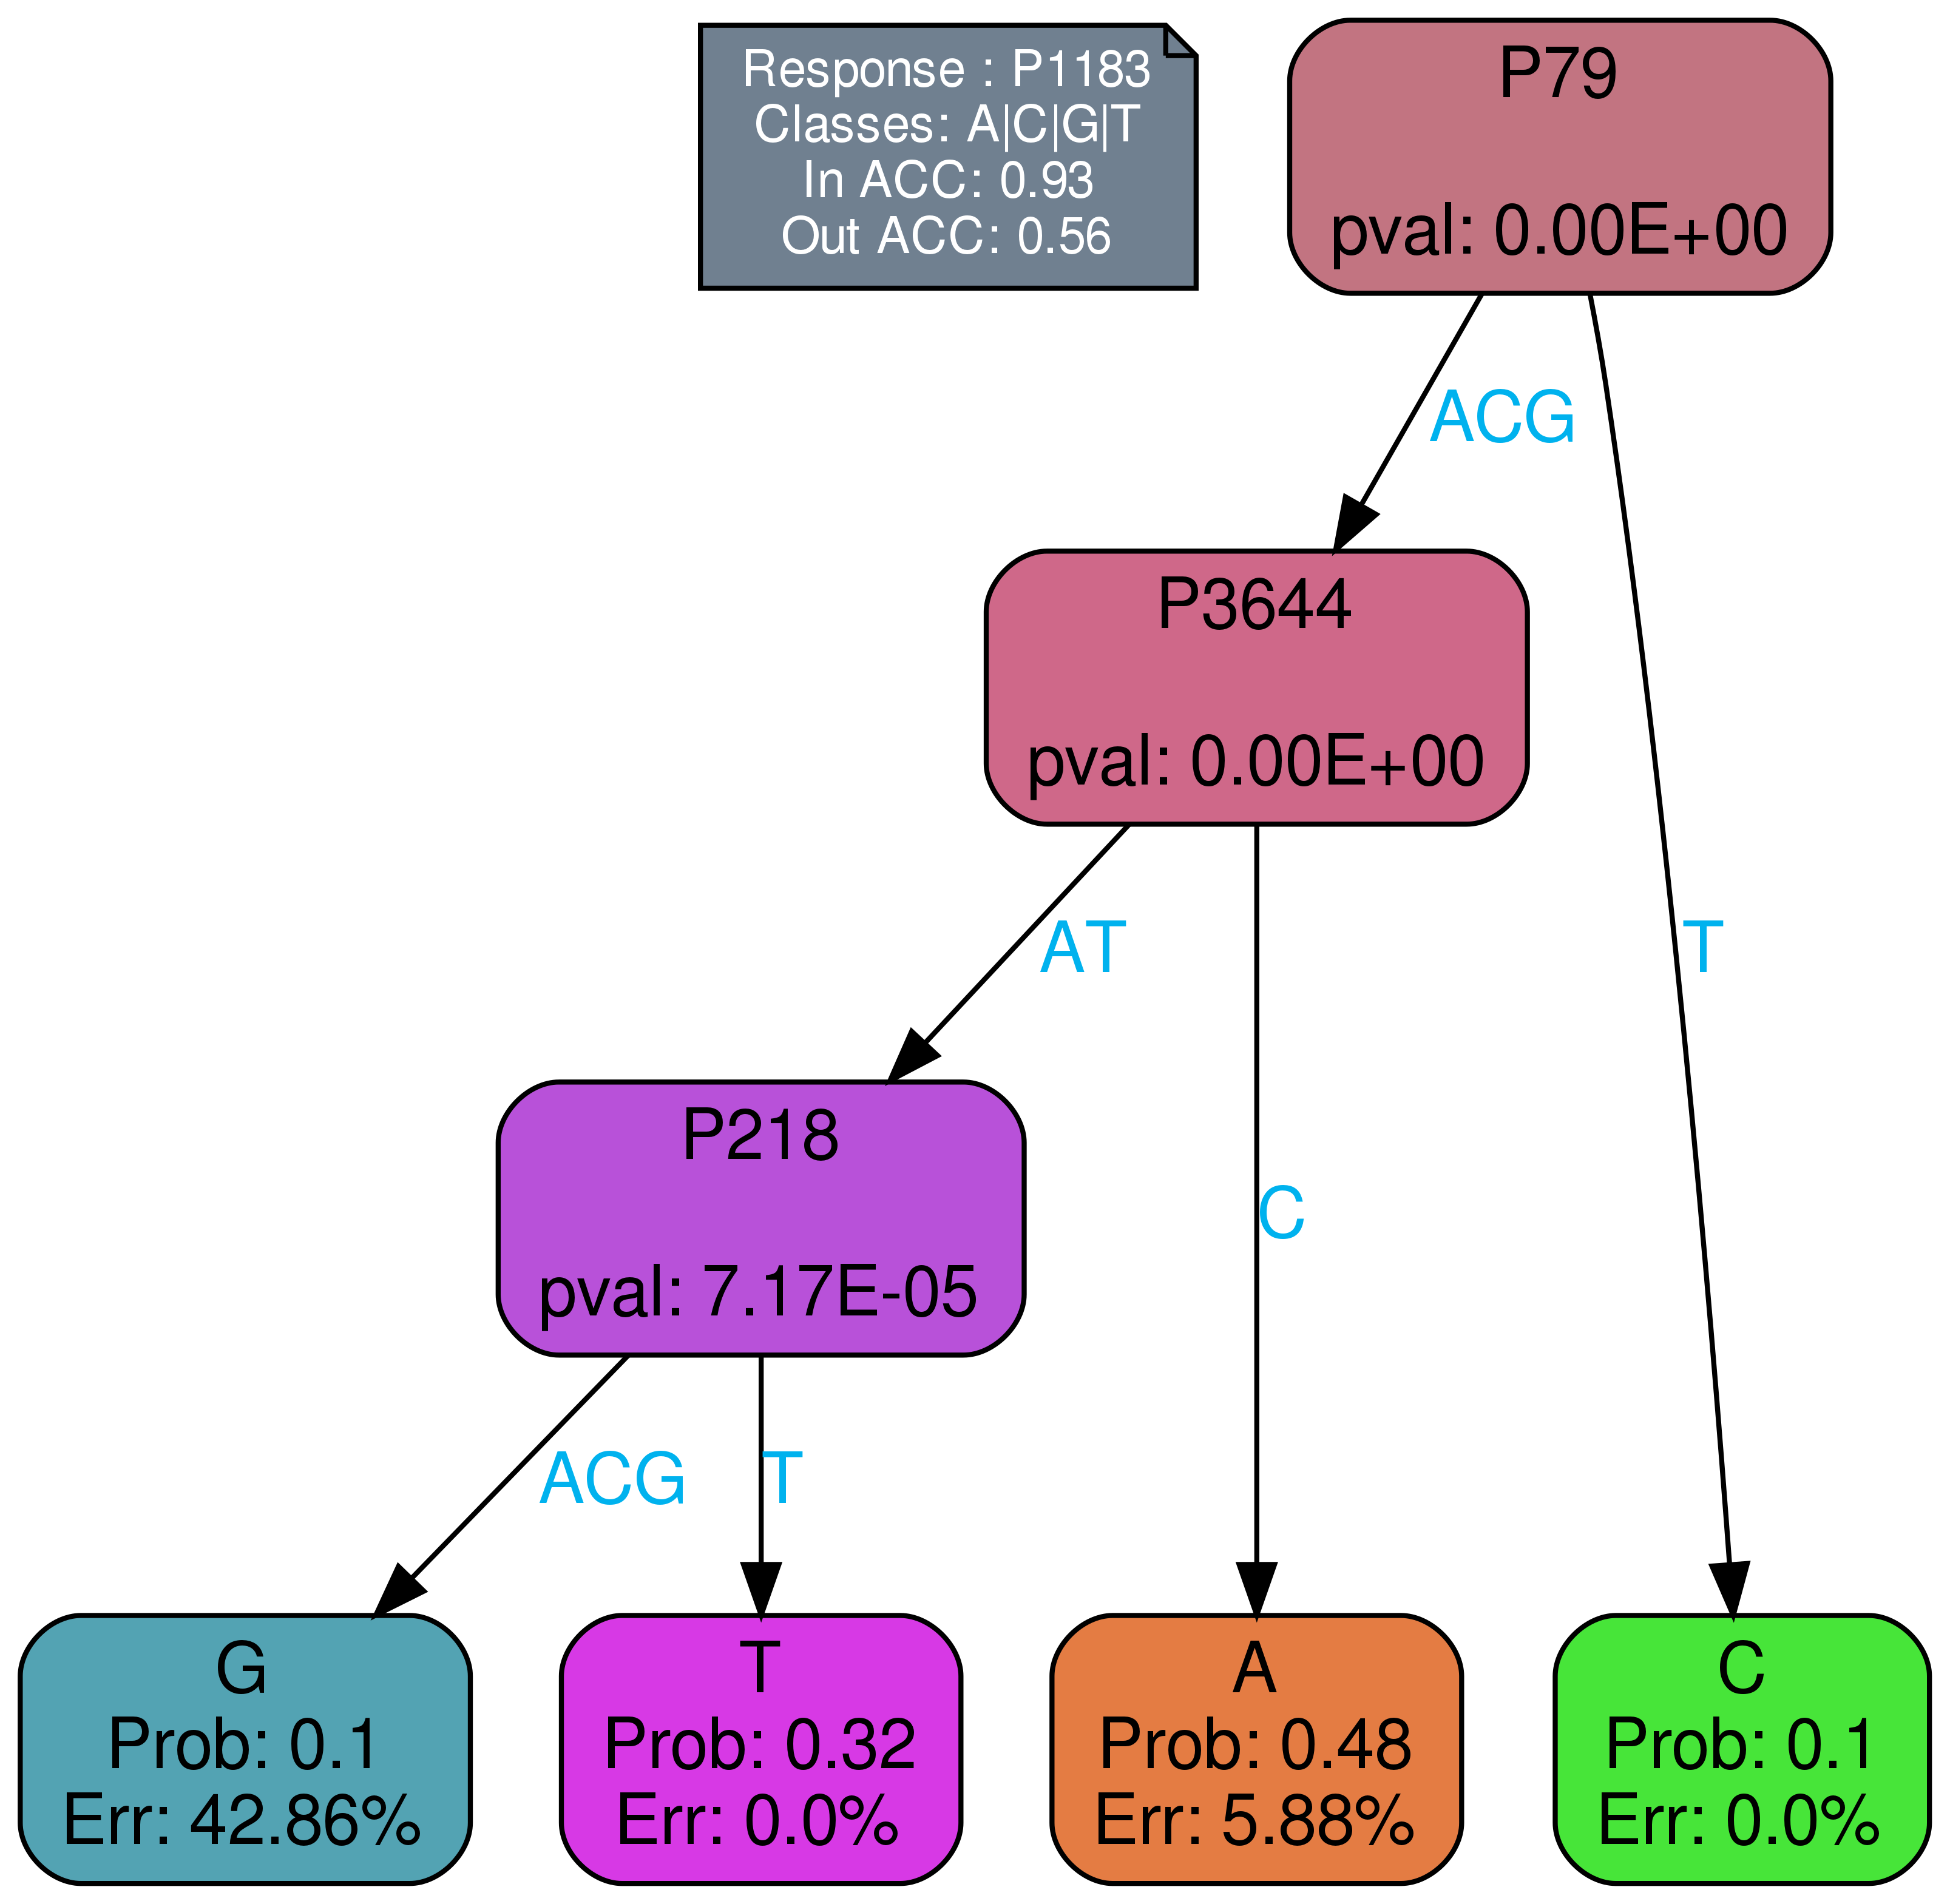 Response : P1183
Classes: A|C|G|T
In ACC: 0.93
Out ACC: 0.56
P79
pval: 0.00E+00
ACG
P3644
pval: 0.00E+00
AT
T
P218
pval: 7.17E-05
C
ACG
T
G
Prob: 0.1
Err: 42.86%
T
Prob: 0.32
Err: 0.0%
A
Prob: 0.48
Err: 5.88%
C
Prob: 0.1
Err: 0.0%